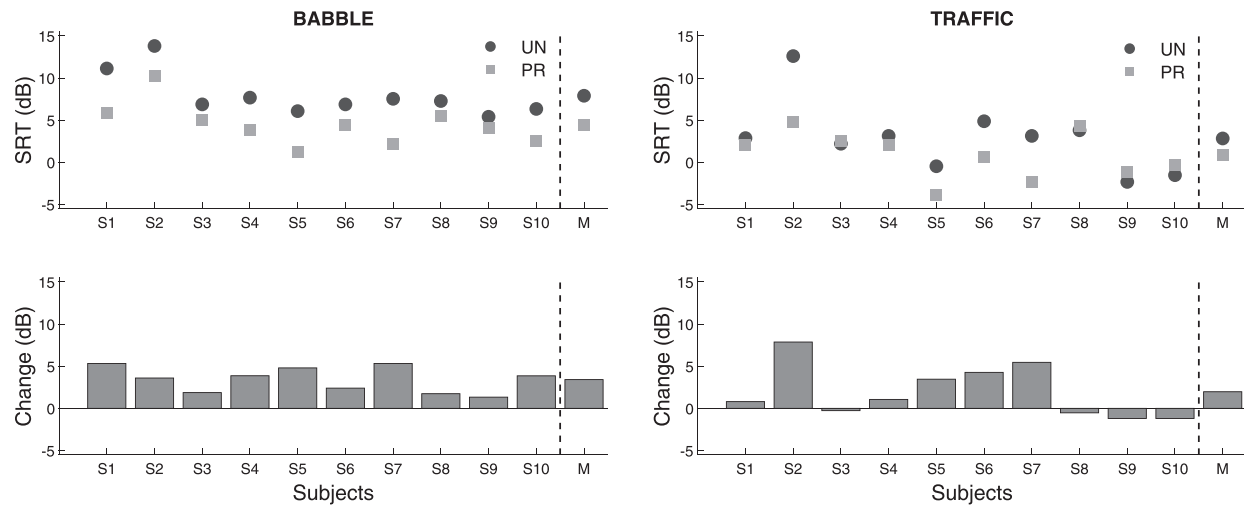 BABBLE
15
10
5
0
-5
SRT (dB)
UN
PR
S1 S2 S3 S4 S5 S6 S7 S8 S9 S10 M
TRAFFIC
15
10
5
0
-5
SRT (dB)
UN
PR
S1 S2 S3 S4 S5 S6 S7 S8 S9 S10 M
15
10
5
0
-5
Change (dB)
S1 S2 S3 S4 S5 S6 S7 S8 S9 S10 M
Subjects
15
10
5
0
-5
Change (dB)
S1 S2 S3 S4 S5 S6 S7 S8 S9 S10 M
Subjects